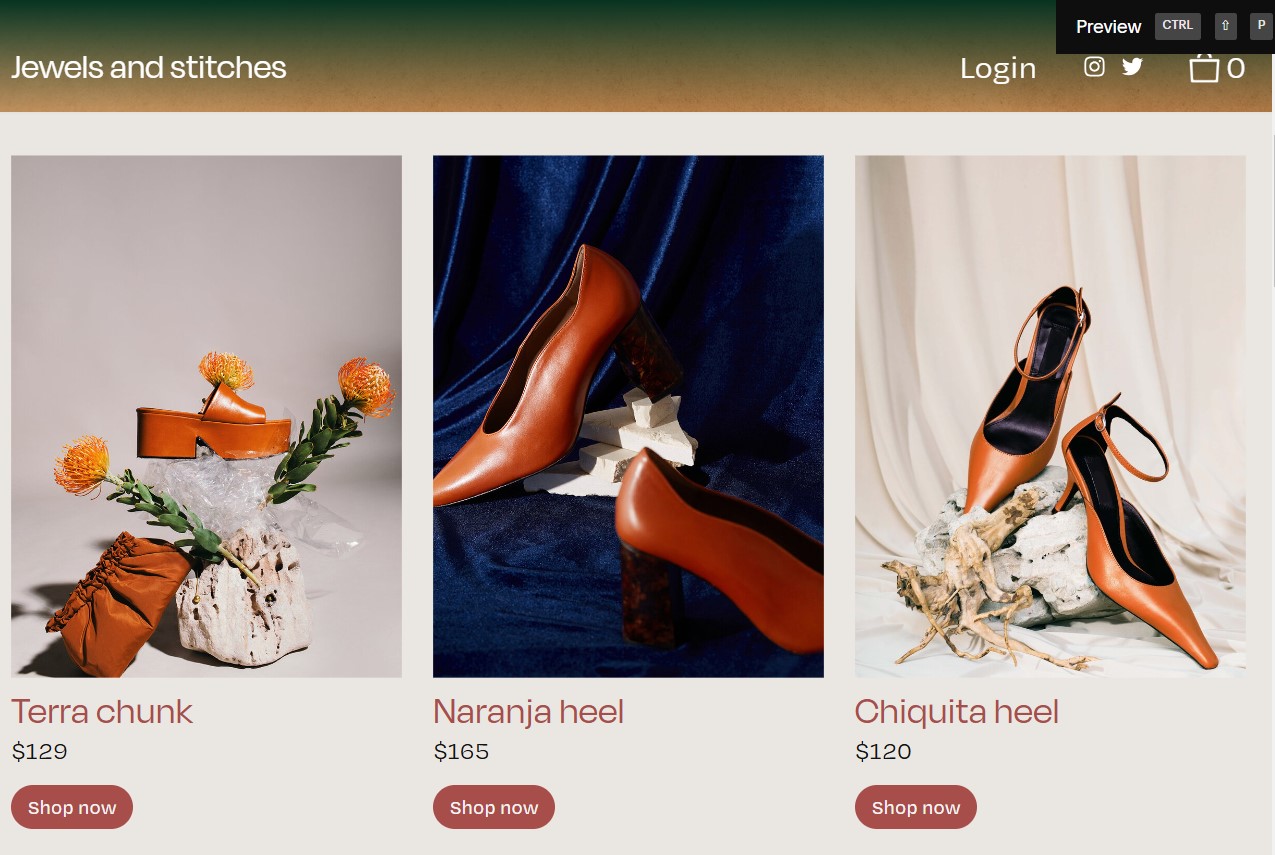 Preview CTRL ⇧ P
Jewels and stitches
Login
0
Terra chunk
$129
Shop now
Naranja heel
$165
Shop now
Chiquita heel
$120
Shop now